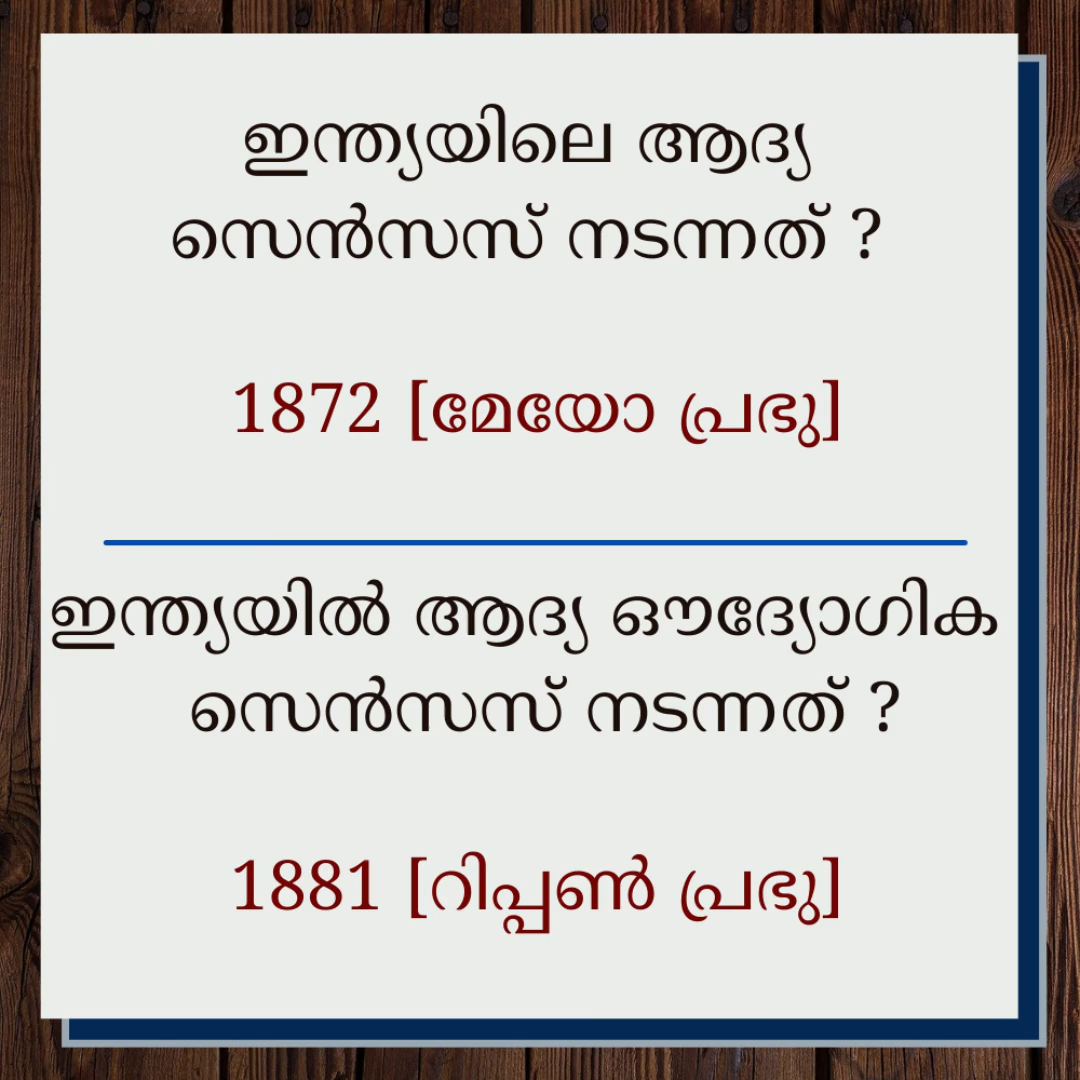 ഇന്ത്യയിലെ ആദ്യ
സെൻസസ് നടന്നത് ?
1872 [മേയോ പ്രഭു]
ഇന്ത്യയിൽ ആദ്യ ഔദ്യോഗിക
സെൻസസ് നടന്നത് ?
1881 [റിപ്പൺ പ്രഭു]